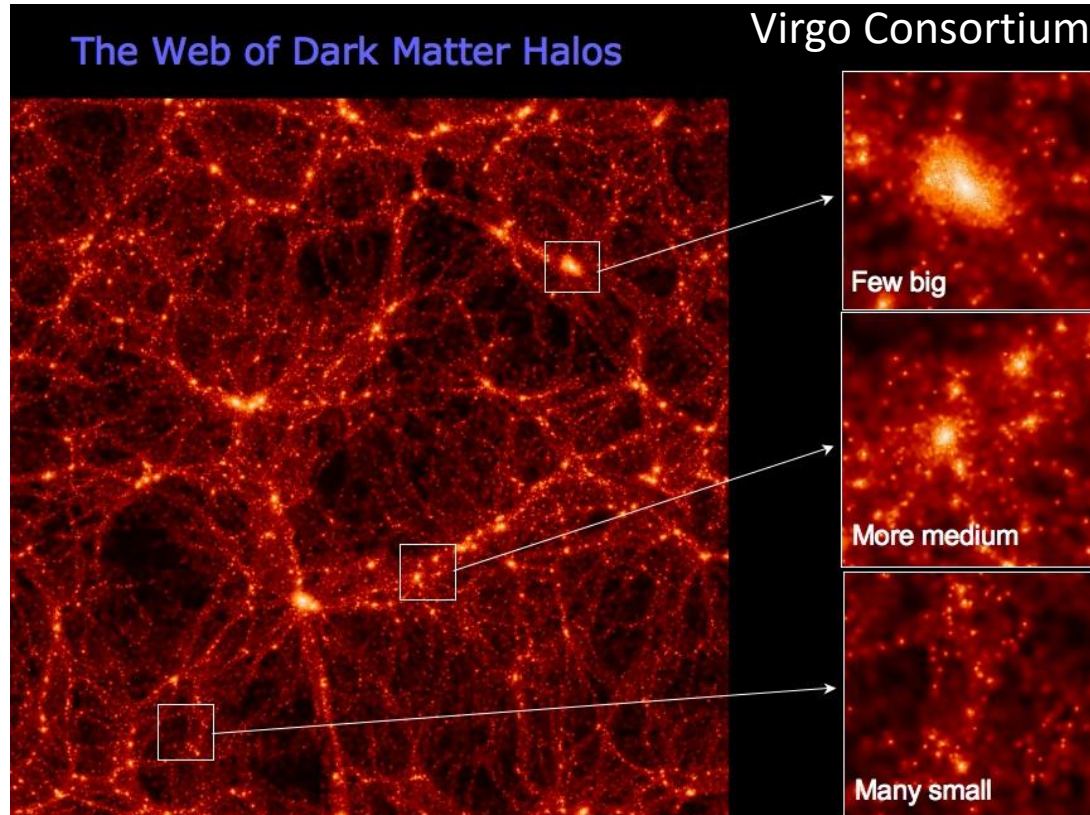 The Web of Dark Matter Halos
Virgo Consortium
Few big
More medium
Many small